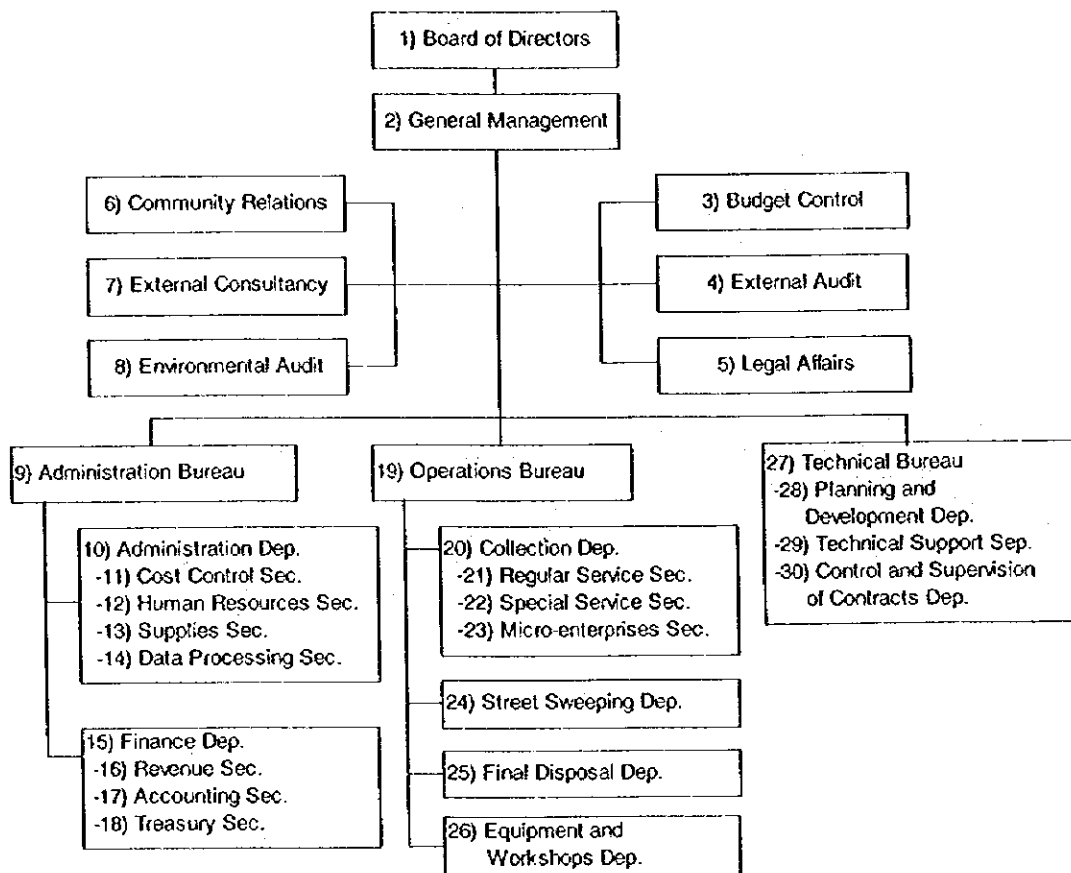 1) Board of Directors
2) General Management
6) Community Relations
3) Budget Control
7) External Consultancy
4) External Audit
8) Environmental Audit
5) Legal Affairs
9) Administration Bureau
10) Administration Dep.
-11) Cost Control Sec.
-12) Human Resources Sec.
-13) Supplies Sec.
-14) Data Processing Sec.
15) Finance Dep.
-16) Revenue Sec.
-17) Accounting Sec.
-18) Treasury Sec.
19) Operations Bureau
20) Collection Dep.
-21) Regular Service Sec.
-22) Special Service Sec.
-23) Micro-enterprises Sec.
24) Street Sweeping Dep.
25) Final Disposal Dep.
26) Equipment and
Workshops Dep.
27) Technical Bureau
-28) Planning and
Development Dep.
-29) Technical Support Sep.
-30) Control and Supervision
of Contracts Dep.